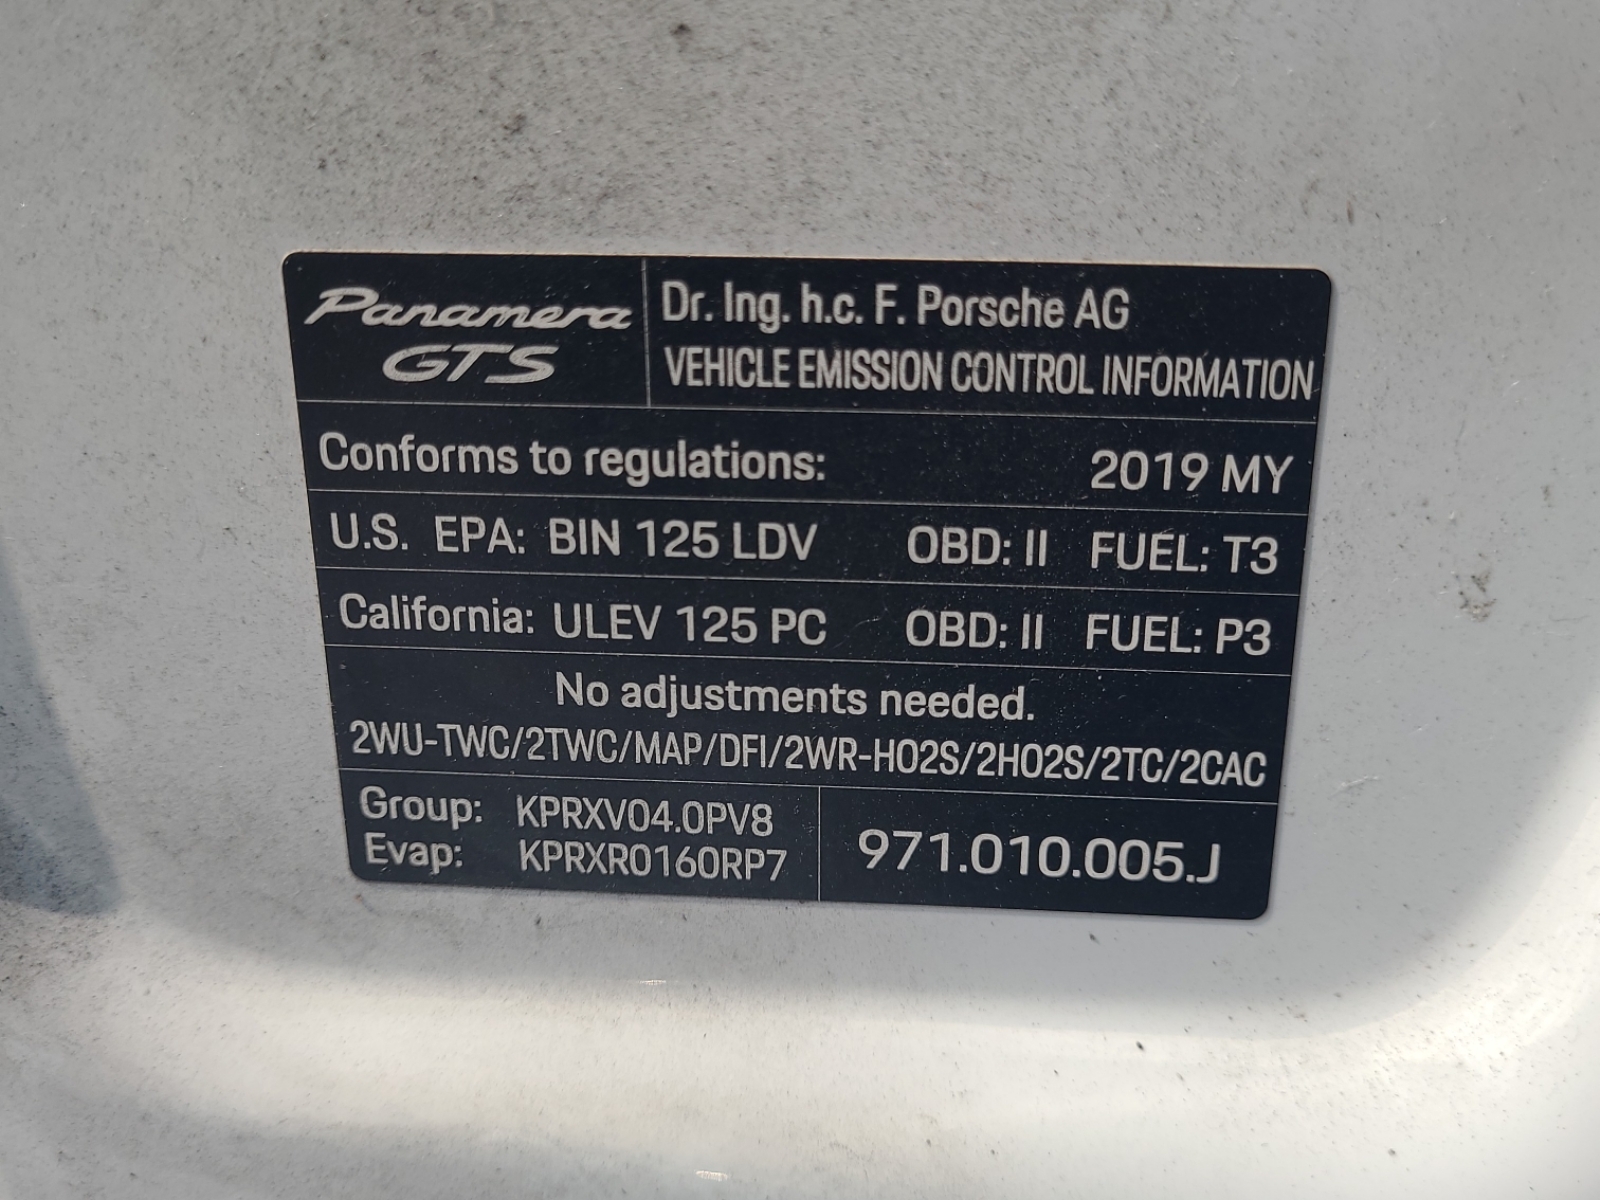 Panamera
GTS
Dr. Ing. h.c. F. Porsche AG
VEHICLE EMISSION CONTROL INFORMATION
Conforms to regulations: 2019 MY
U.S. EPA: BIN 125 LDV OBD: II FUEL: T3
California: ULEV 125 PC OBD: II FUEL: P3
No adjustments needed.
2WU-TWC/2TWC/MAP/DFI/2WR-HO2S/2HO2S/2TC/2CAC
Group: KPRXV04.0PV8
Evap: KPRXR0160RP7
971.010.005.J